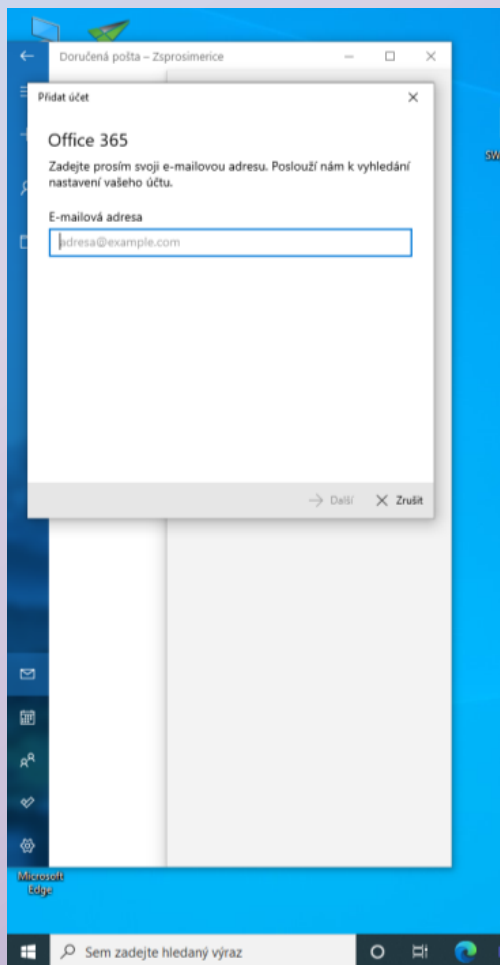 Doručená pošta – Zsprosimerice
Přidat účet
Office 365
Zadejte prosím svoji e-mailovou adresu. Poslouží nám k vyhledání
nastavení vašeho účtu.
E-mailová adresa
adresa@example.com
Další
Zrušit
SW
Microsoft
Edge
Sem zadejte hledaný výraz